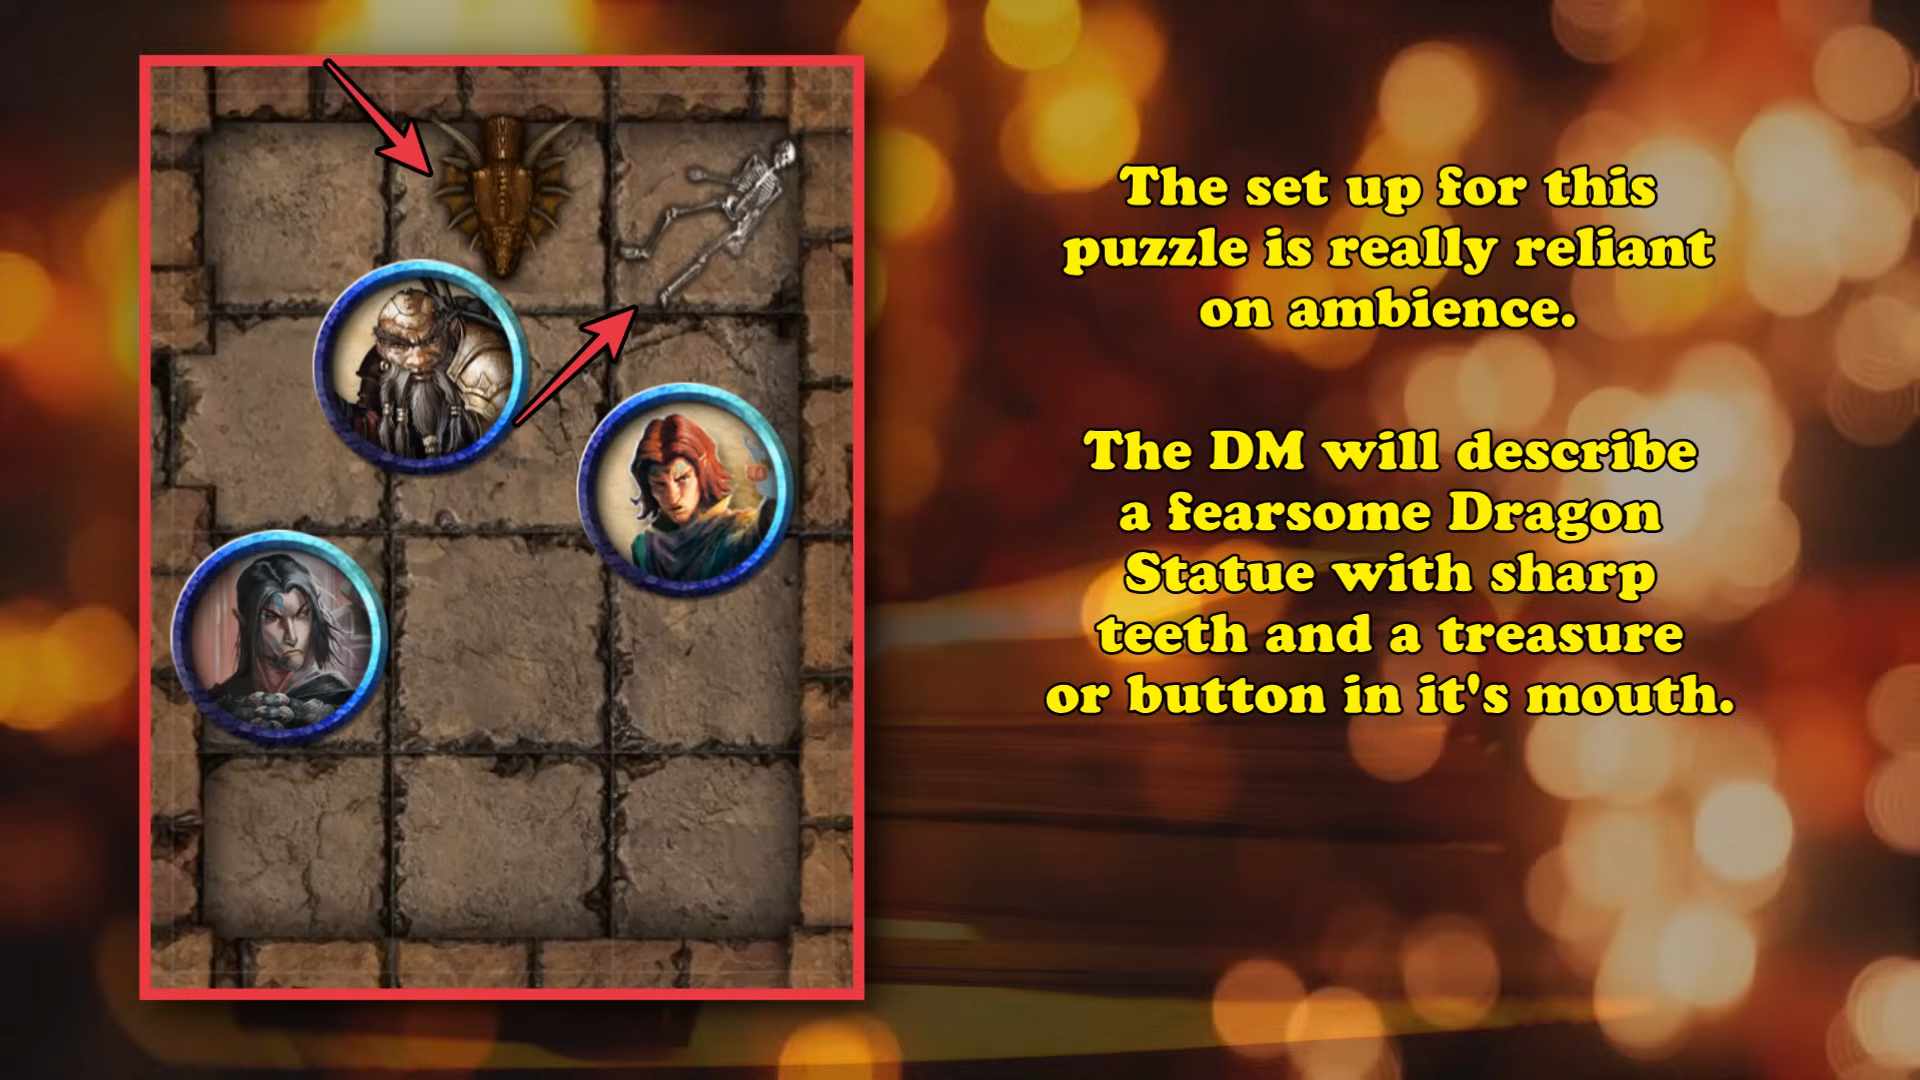 The set up for this
puzzle is really reliant
on ambience.
The DM will describe
a fearsome Dragon
Statue with sharp
teeth and a treasure
or button in it's mouth.